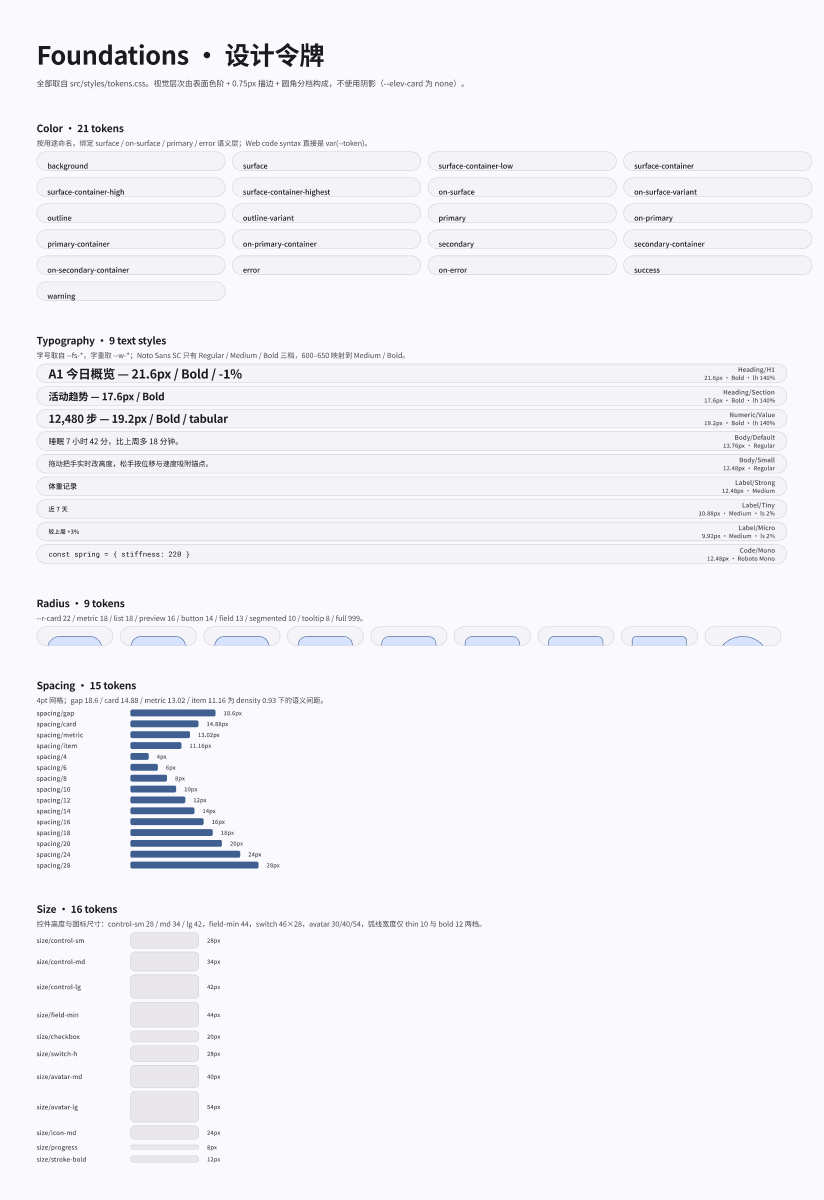 Foundations · 设计令牌
全部取自 src/styles/tokens.css。视觉层次由表面色阶 + 0.75px 描边 + 圆角分档构成，不使用阴影（--elev-card 为 none）。
Color · 21 tokens
按用途命名，绑定 surface / on-surface / primary / error 语义层；Web code syntax 直接是 var(--token)。
background
surface
surface-container-low
surface-container
surface-container-high
surface-container-highest
on-surface
on-surface-variant
outline
outline-variant
primary
on-primary
primary-container
on-primary-container
secondary
secondary-container
on-secondary-container
error
on-error
success
warning
Typography · 9 text styles
字号取自 --fs-*，字重取 --w-*；Noto Sans SC 只有 Regular / Medium / Bold 三档，600–650 映射到 Medium / Bold。
A1 今日概览 — 21.6px / Bold / -1%
Heading/H1
21.6px · Bold · lh 140%
活动趋势 — 17.6px / Bold
Heading/Section
17.6px · Bold · lh 140%
12,480 步 — 19.2px / Bold / tabular
Numeric/Value
19.2px · Bold · lh 140%
睡眠 7 小时 42 分，比上周多 18 分钟。
Body/Default
13.76px · Regular
拖动把手实时改高度，松手按位移与速度吸附锚点。
Body/Small
12.48px · Regular
体重记录
Label/Strong
12.48px · Medium
近 7 天
Label/Tiny
10.88px · Medium · ls 2%
较上周 +3%
Label/Micro
9.92px · Medium · ls 2%
const spring = { stiffness: 220 }
Code/Mono
12.48px · Roboto Mono
Radius · 9 tokens
--r-card 22 / metric 18 / list 18 / preview 16 / button 14 / field 13 / segmented 10 / tooltip 8 / full 999。
Spacing · 15 tokens
4pt 网格；gap 18.6 / card 14.88 / metric 13.02 / item 11.16 为 density 0.93 下的语义间距。
spacing/gap 18.6px
spacing/card 14.88px
spacing/metric 13.02px
spacing/item 11.16px
spacing/4 4px
spacing/6 6px
spacing/8 8px
spacing/10 10px
spacing/12 12px
spacing/14 14px
spacing/16 16px
spacing/18 18px
spacing/20 20px
spacing/24 24px
spacing/28 28px
Size · 16 tokens
控件高度与图标尺寸：control-sm 28 / md 34 / lg 42，field-min 44，switch 46×28，avatar 30/40/54，弧线宽度仅 thin 10 与 bold 12 两档。
size/control-sm 28px
size/control-md 34px
size/control-lg 42px
size/field-min 44px
size/checkbox 20px
size/switch-h 28px
size/avatar-md 40px
size/avatar-lg 54px
size/icon-md 24px
size/progress 8px
size/stroke-bold 12px